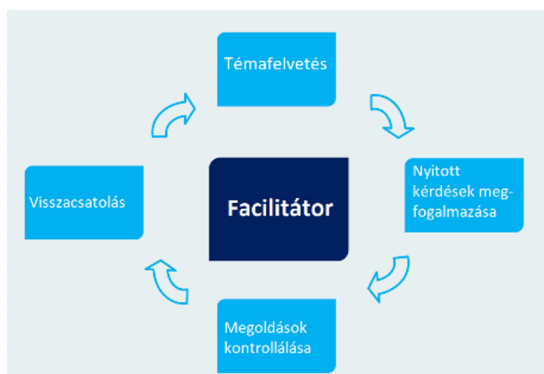 Témafelvetés
Nyitott
kérdések meg-
fogalmazása
Visszacsatolás
Facilitátor
Megoldások
kontrollálása